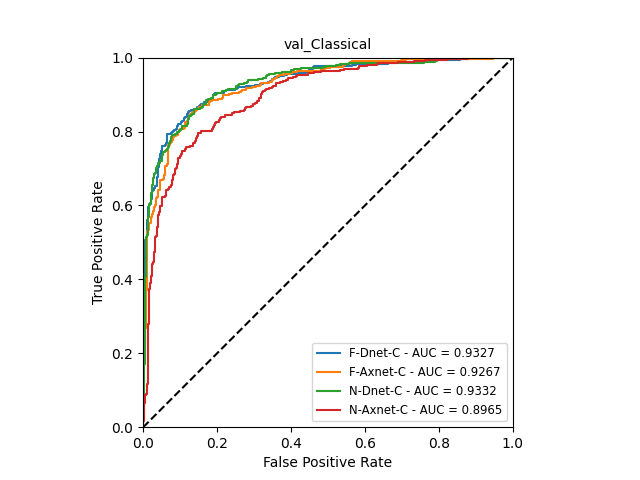 val_Classical
1.0
0.8
0.6
0.4
0.2
0.0
True Positive Rate
F-Dnet-C - AUC = 0.9327
F-Axnet-C - AUC = 0.9267
N-Dnet-C - AUC = 0.9332
N-Axnet-C - AUC = 0.8965
0.0 0.2 0.4 0.6 0.8 1.0
False Positive Rate